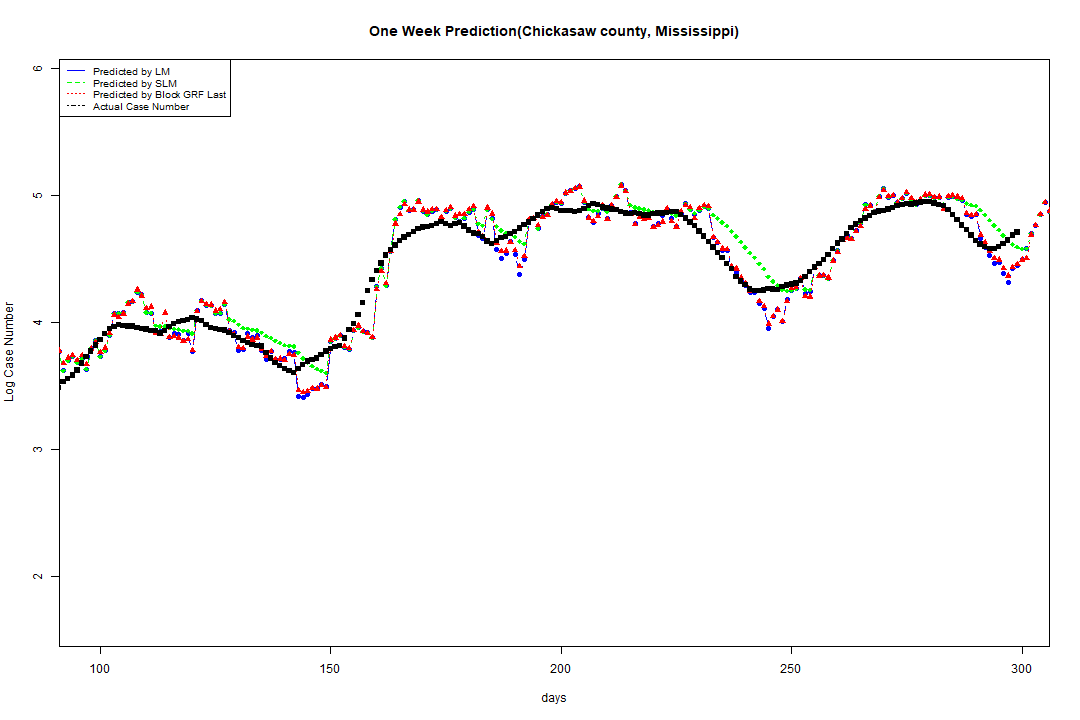 One Week Prediction(Chickasaw county, Mississippi)
Predicted by LM
Predicted by SLM
Predicted by Block GRF Last
Actual Case Number
Log Case Number
6
5
4
3
2
100 150 200 250 300
days